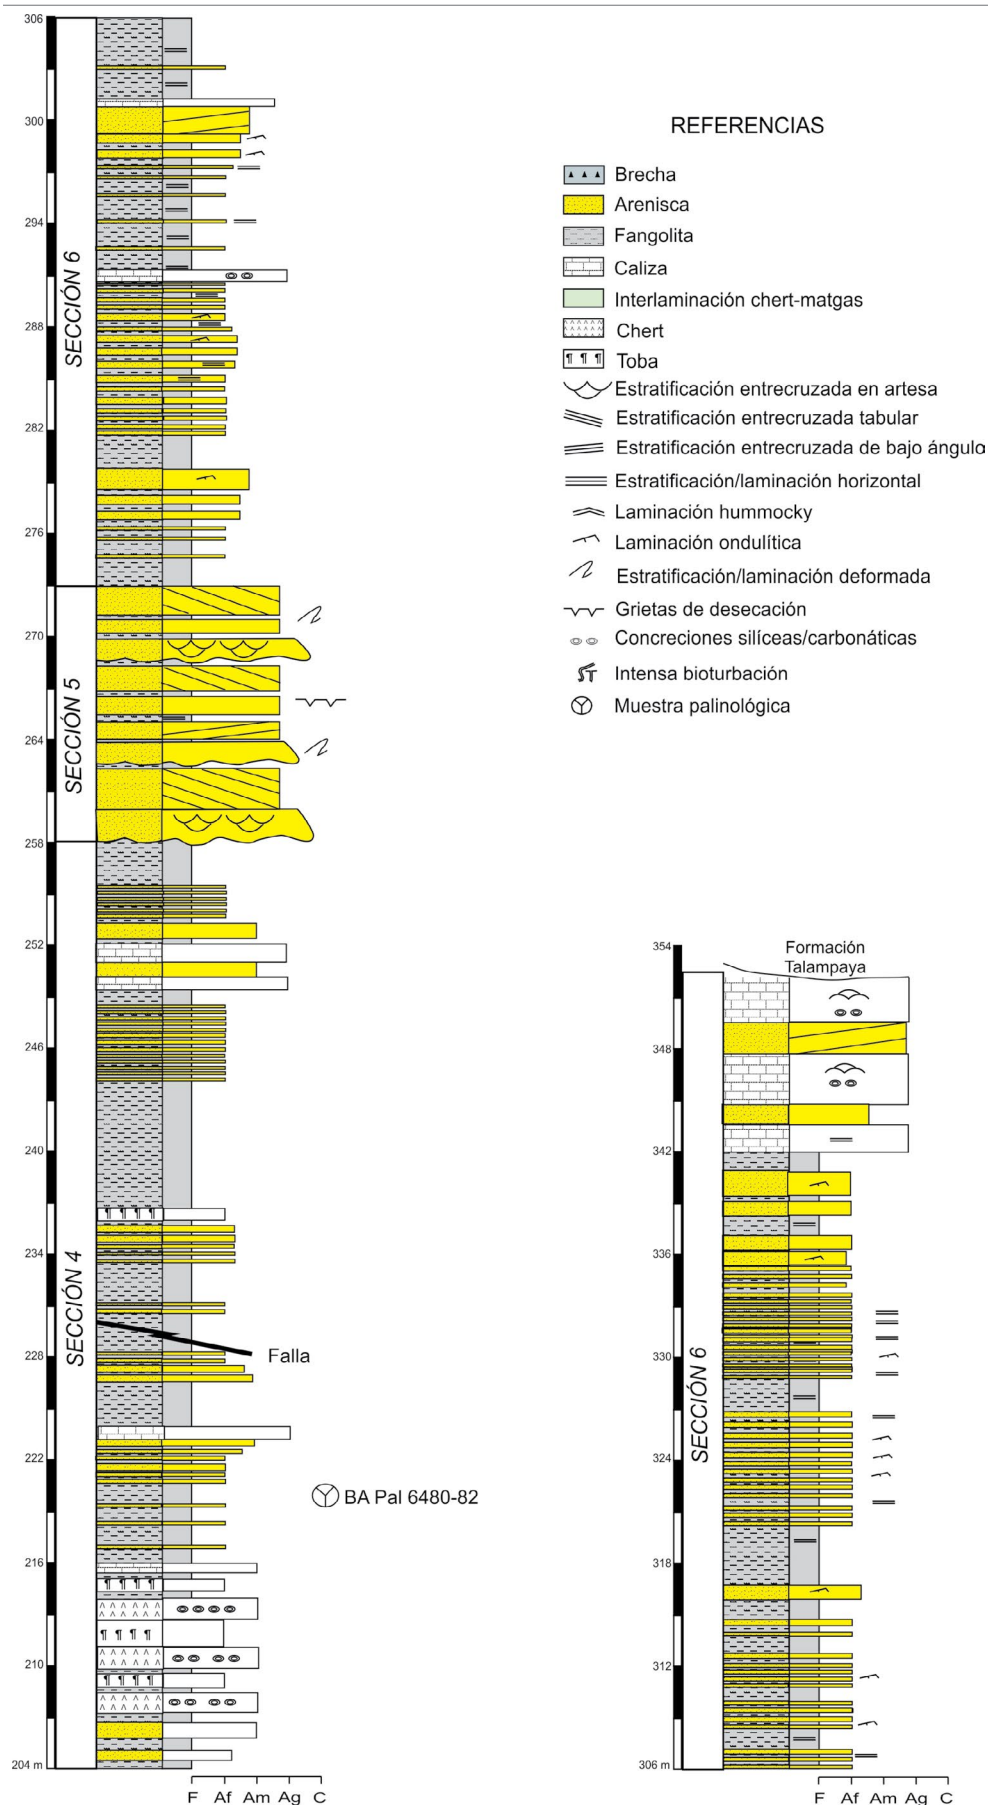 306
300
294
288
282
276
270
264
258
252
246
240
234
228
222
216
210
204 m
SECCIÓN 6
SECCIÓN 5
SECCIÓN 4
Falla
BA Pal 6480-82
F Af Am Ag C
REFERENCIAS
Brecha
Arenisca
Fangolita
Caliza
Interlaminación chert-matgas
Chert
Toba
Estratificación entrecruzada en artesa
Estratificación entrecruzada tabular
Estratificación entrecruzada de bajo ángulo
Estratificación/laminación horizontal
Laminación hummocky
Laminación ondulítica
Estratificación/laminación deformada
Grietas de desecación
Concreciones silíceas/carbonáticas
Intensa bioturbación
Muestra palinológica
Formación
Talampaya
354
348
342
336
330
324
318
312
306 m
SECCIÓN 6
F Af Am Ag C